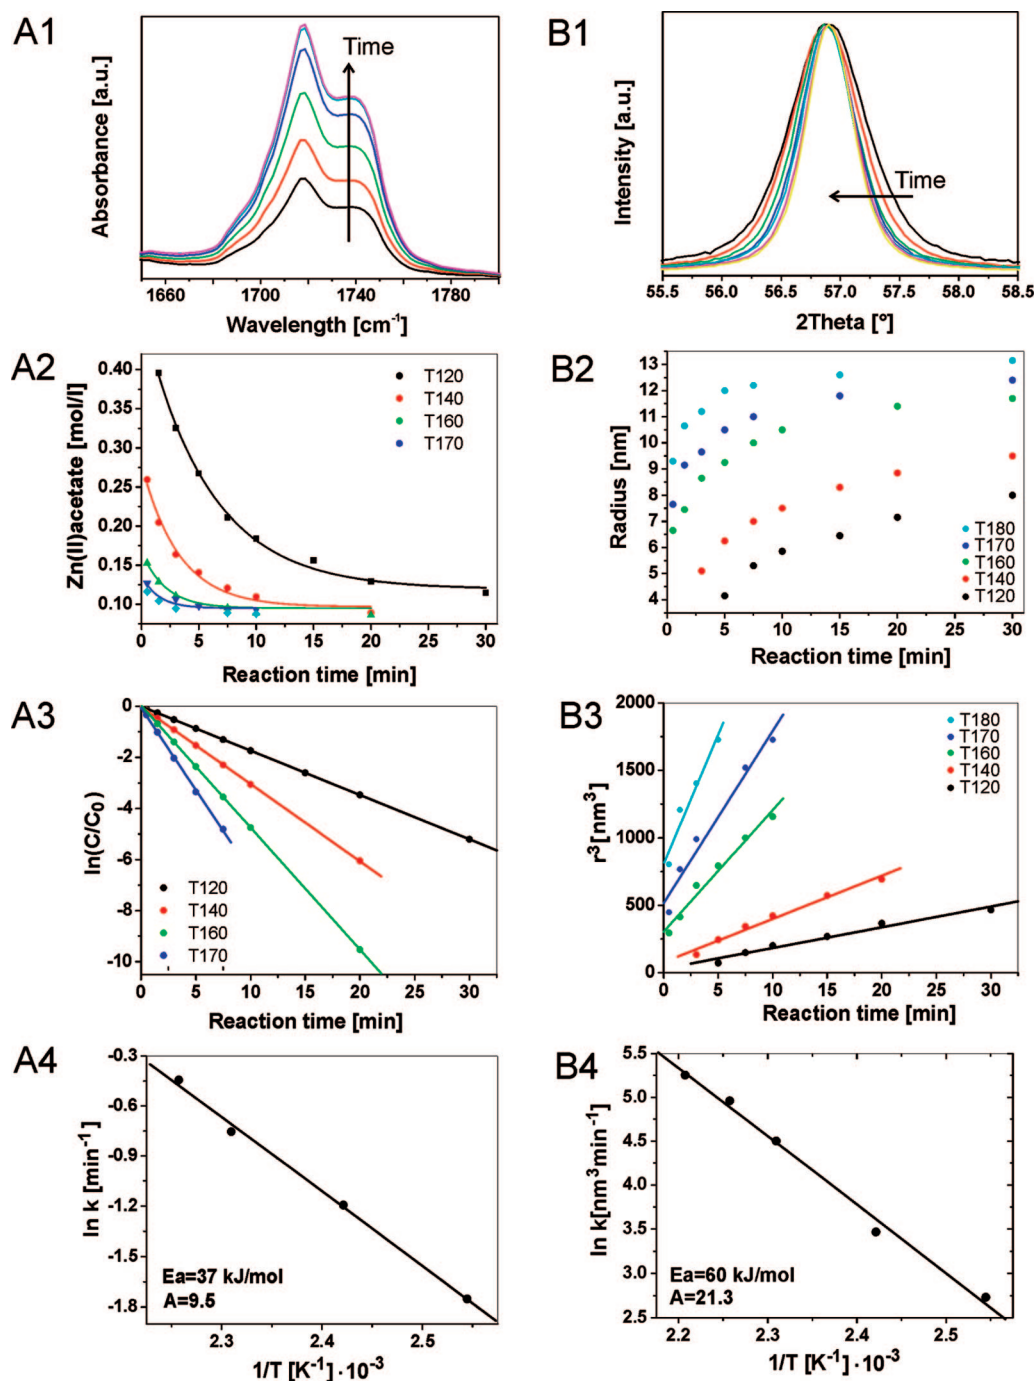 A1
Time
Absorbance [a.u.]
1660 1700 1740 1780
Wavelength [cm⁻¹]
B1
Time
Intensity [a.u.]
55.5 56.0 56.5 57.0 57.5 58.0 58.5
2Theta [°]
A2
Zn(II)acetate [mol/l]
0.40
0.35
0.30
0.25
0.20
0.15
0.10
T120
T140
T160
T170
0 5 10 15 20 25 30
Reaction time [min]
B2
Radius [nm]
13
12
11
10
9
8
7
6
5
4
T180
T170
T160
T140
T120
0 5 10 15 20 25 30
Reaction time [min]
A3
ln(C/C₀)
0
-2
-4
-6
-8
-10
T120
T140
T160
T170
0 5 10 15 20 25 30
Reaction time [min]
B3
r³ [nm³]
2000
1500
1000
500
0
T180
T170
T160
T140
T120
0 5 10 15 20 25 30
Reaction time [min]
A4
ln k [min⁻¹]
-0.3
-0.6
-0.9
-1.2
-1.5
-1.8
Ea=37 kJ/mol
A=9.5
2.3 2.4 2.5
1/T [K⁻¹] · 10⁻³
B4
ln k[nm³min⁻¹]
5.5
5.0
4.5
4.0
3.5
3.0
2.5
Ea=60 kJ/mol
A=21.3
2.2 2.3 2.4 2.5
1/T [K⁻¹] · 10⁻³